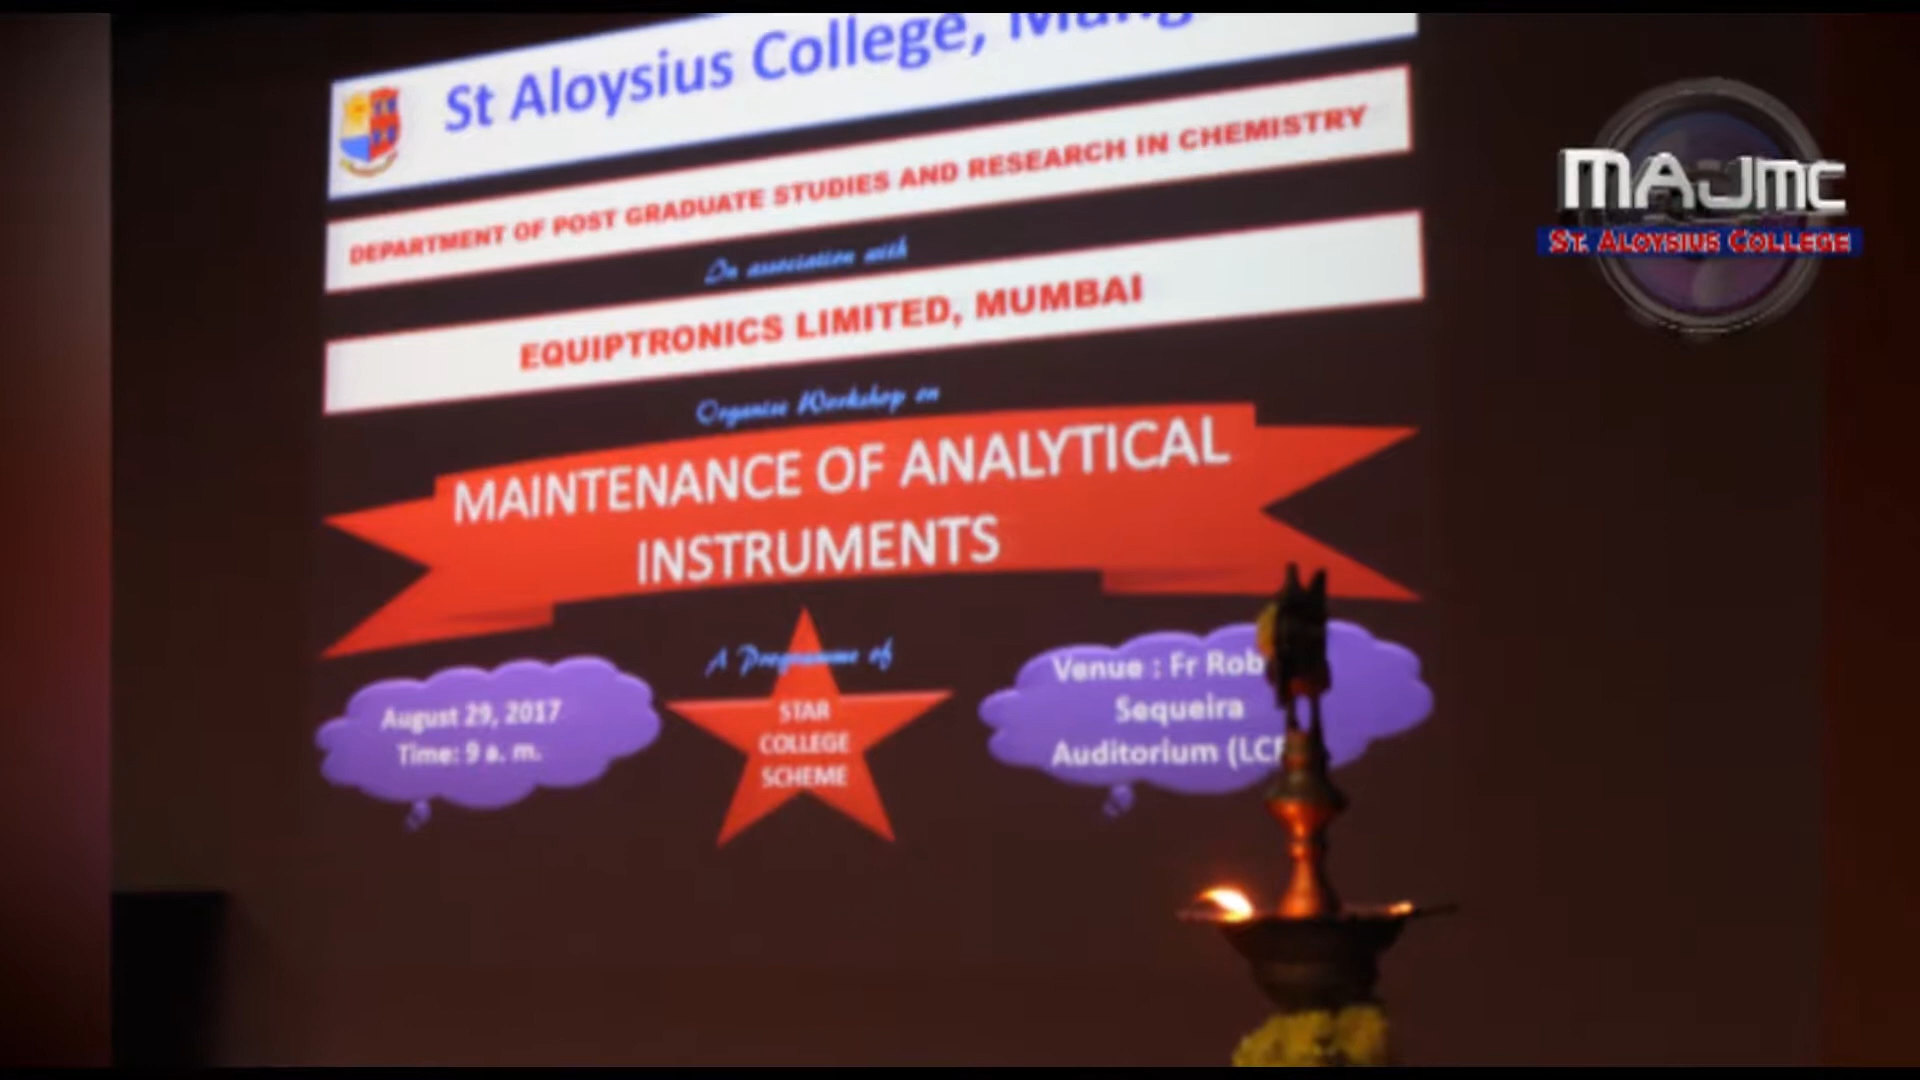 St Aloysius College,
DEPARTMENT OF POST GRADUATE STUDIES AND RESEARCH IN CHEMISTRY
In association with
EQUIPTRONICS LIMITED, MUMBAI
Organise Workshop on
MAINTENANCE OF ANALYTICAL
INSTRUMENTS
A Programme of
STAR
COLLEGE
SCHEME
August 29, 2017
Time: 9 a. m.
Venue : Fr Rob
Sequeira
Auditorium (LCR
MAJMC
ST. ALOYSIUS COLLEGE